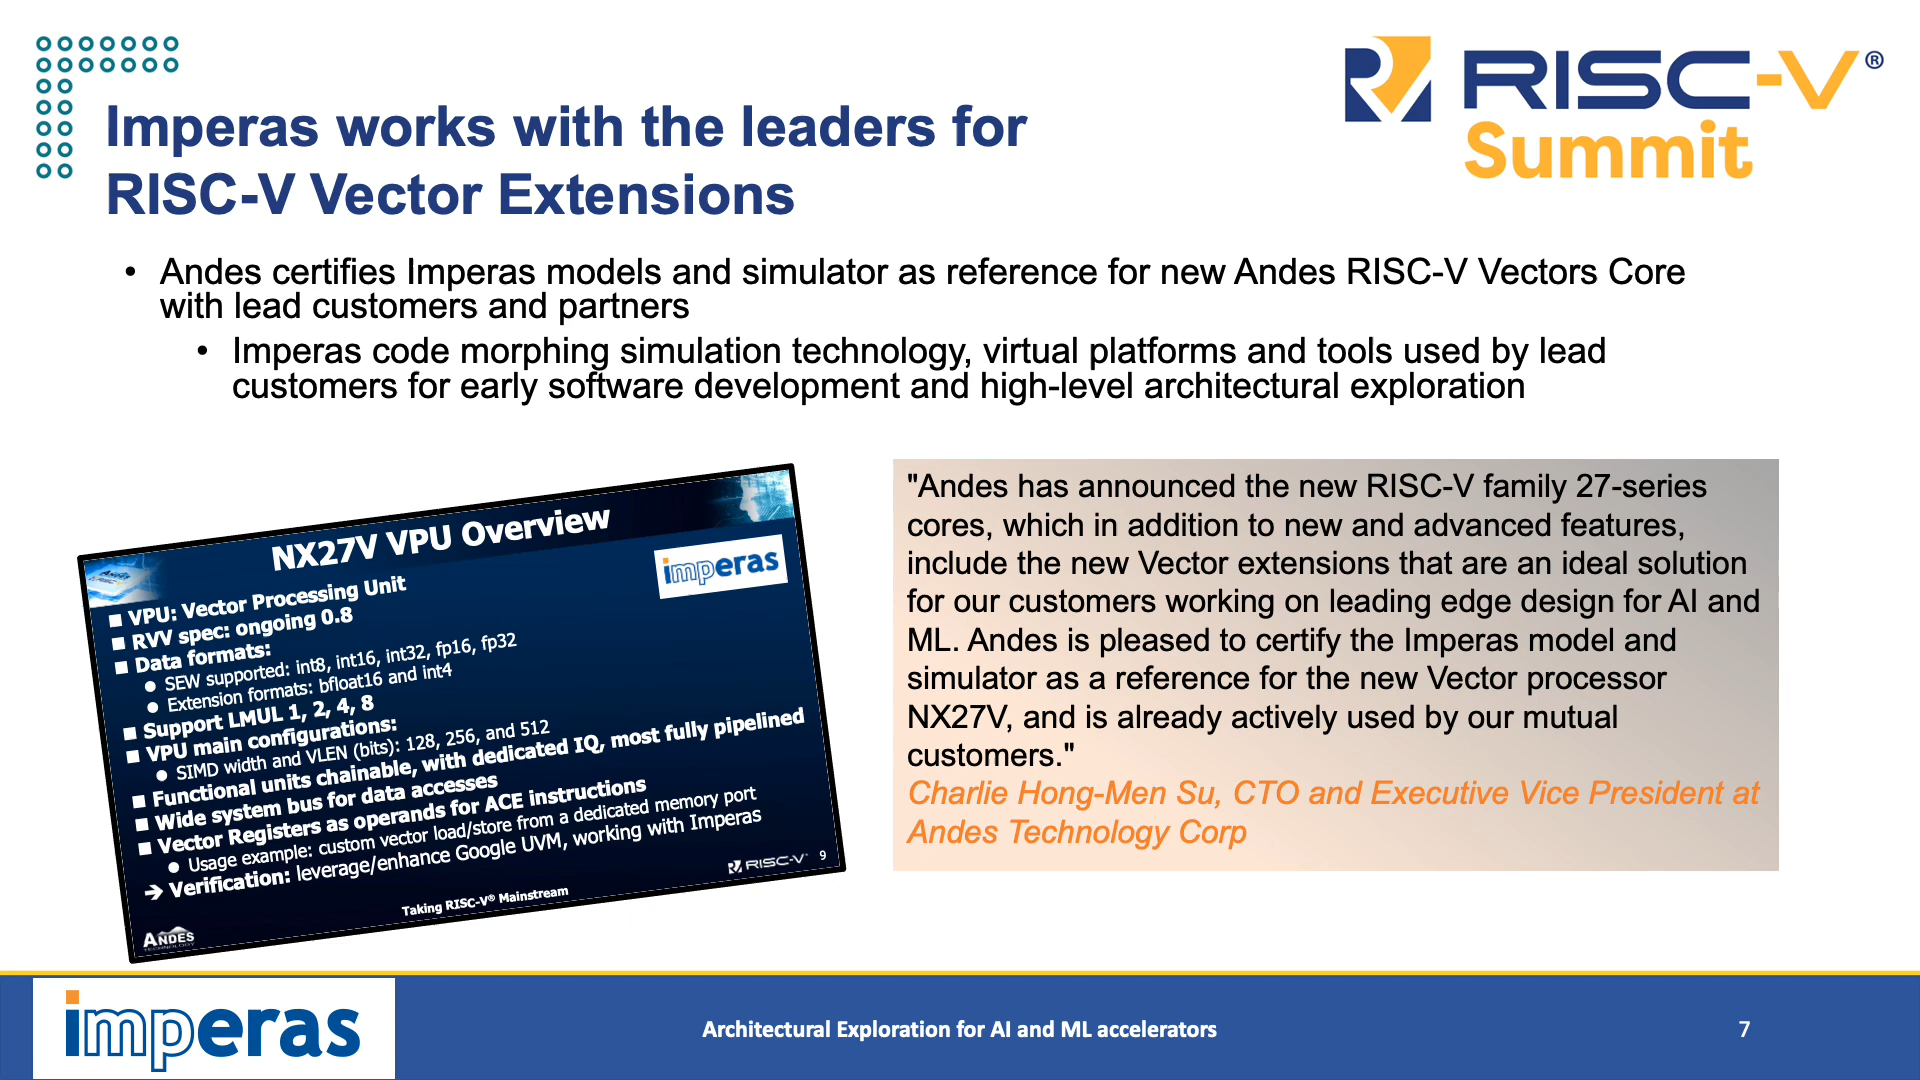 RISC-V®
Summit
Imperas works with the leaders for
RISC-V Vector Extensions
• Andes certifies Imperas models and simulator as reference for new Andes RISC-V Vectors Core
with lead customers and partners
• Imperas code morphing simulation technology, virtual platforms and tools used by lead
customers for early software development and high-level architectural exploration
NX27V VPU Overview
imperas
■ VPU: Vector Processing Unit
■ RVV spec: ongoing 0.8
■ Data formats:
● SEW supported: int8, int16, int32, fp16, fp32
● Extension formats: bfloat16 and int4
■ Support LMUL 1, 2, 4, 8
■ VPU main configurations:
● SIMD width and VLEN (bits): 128, 256, and 512
■ Functional units chainable, with dedicated IQ, most fully pipelined
■ Wide system bus for data accesses
■ Vector Registers as operands for ACE instructions
● Usage example: custom vector load/store from a dedicated memory port
➔ Verification: leverage/enhance Google UVM, working with Imperas
RISC-V 9
Taking RISC-V® Mainstream
ANDES
TECHNOLOGY
"Andes has announced the new RISC-V family 27-series
cores, which in addition to new and advanced features,
include the new Vector extensions that are an ideal solution
for our customers working on leading edge design for AI and
ML. Andes is pleased to certify the Imperas model and
simulator as a reference for the new Vector processor
NX27V, and is already actively used by our mutual
customers."
Charlie Hong-Men Su, CTO and Executive Vice President at
Andes Technology Corp
imperas
Architectural Exploration for AI and ML accelerators
7